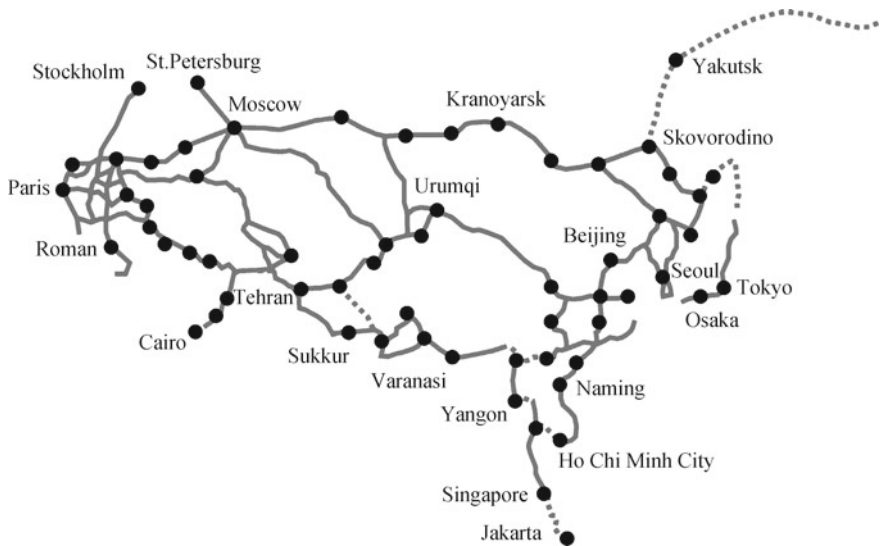 St.Petersburg
Stockholm
Yakutsk
Kranoyarsk
Moscow
Skovorodino
Paris
Urumqi
Roman
Beijing
Seoul
Tehran
Tokyo
Osaka
Cairo
Sukkur
Varanasi
Naming
Yangon
Ho Chi Minh City
Singapore
Jakarta